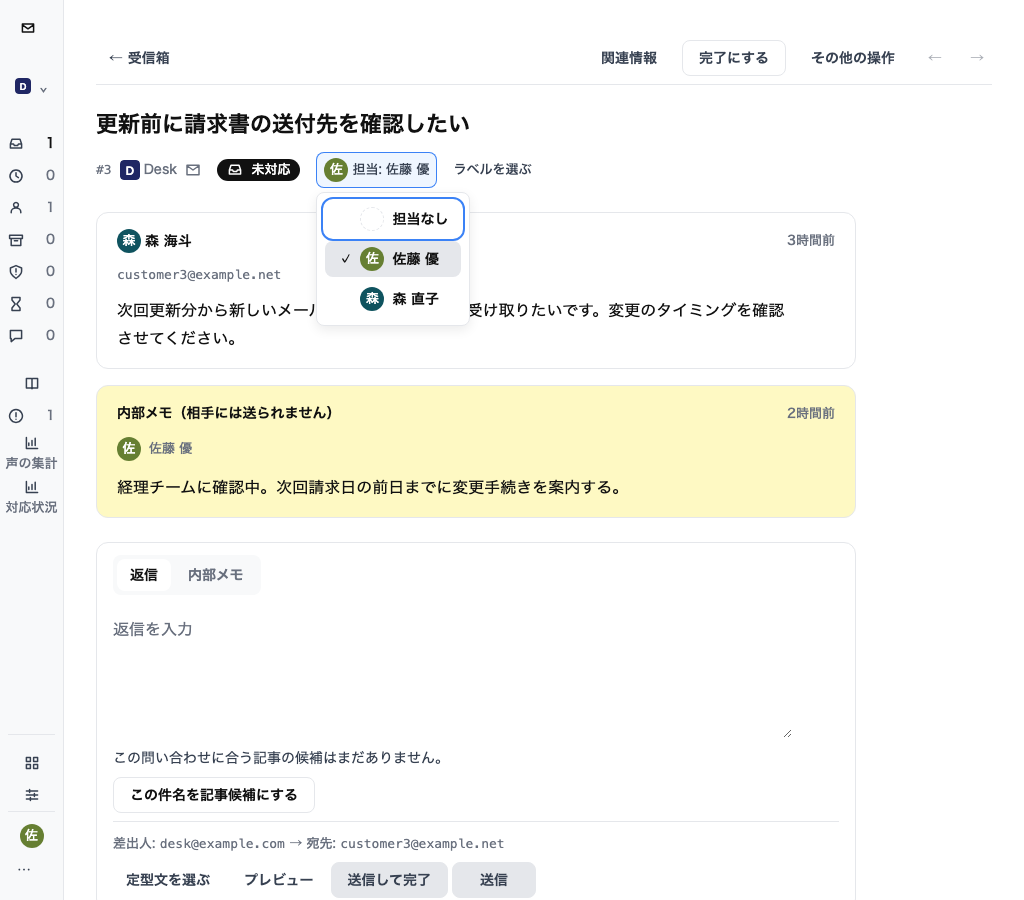 ← 受信箱
関連情報
完了にする
その他の操作
← →
D
1
0
1
0
0
0
0
1
声の集計
対応状況
佐
…
更新前に請求書の送付先を確認したい
#3 D Desk 未対応 佐 担当: 佐藤 優 ラベルを選ぶ
担当なし
✓ 佐 佐藤 優
森 森 直子
森 森 海斗 3時間前
customer3@example.net
次回更新分から新しいメール 受け取りたいです。変更のタイミングを確認
させてください。
内部メモ（相手には送られません） 2時間前
佐 佐藤 優
経理チームに確認中。次回請求日の前日までに変更手続きを案内する。
返信 内部メモ
返信を入力
この問い合わせに合う記事の候補はまだありません。
この件名を記事候補にする
差出人: desk@example.com → 宛先: customer3@example.net
定型文を選ぶ プレビュー 送信して完了 送信